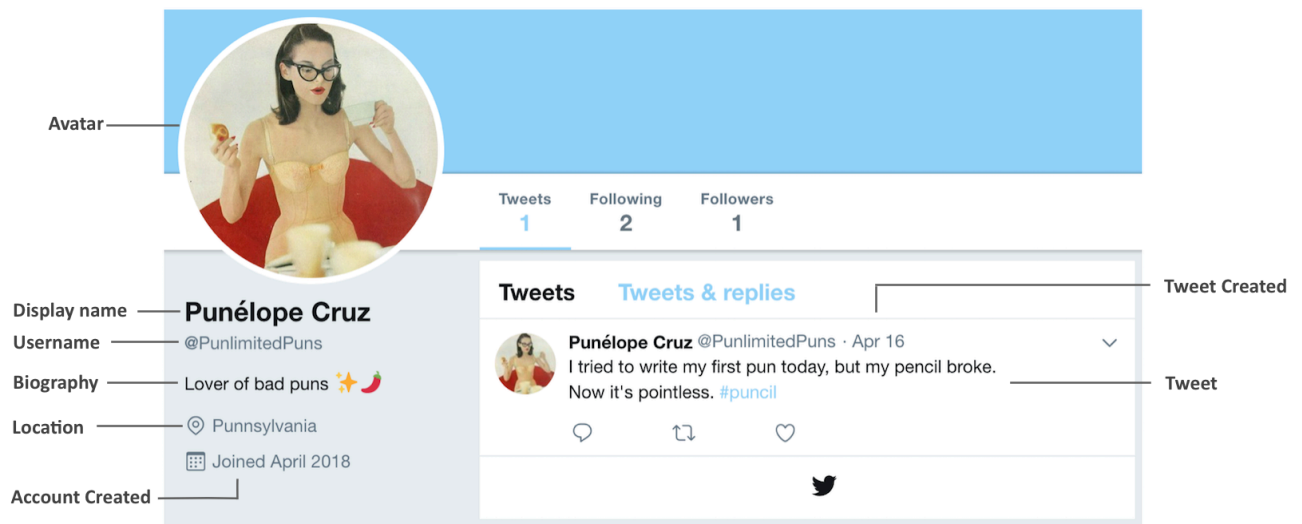 Avatar
Tweets Following Followers
1 2 1
Tweets Tweets & replies
Tweet Created
Display name
Punélope Cruz
Username
@PunlimitedPuns
Punélope Cruz @PunlimitedPuns · Apr 16
I tried to write my first pun today, but my pencil broke.
Now it's pointless. #puncil
Tweet
Biography
Lover of bad puns ✨🌶️
Location
Punnsylvania
Joined April 2018
Account Created